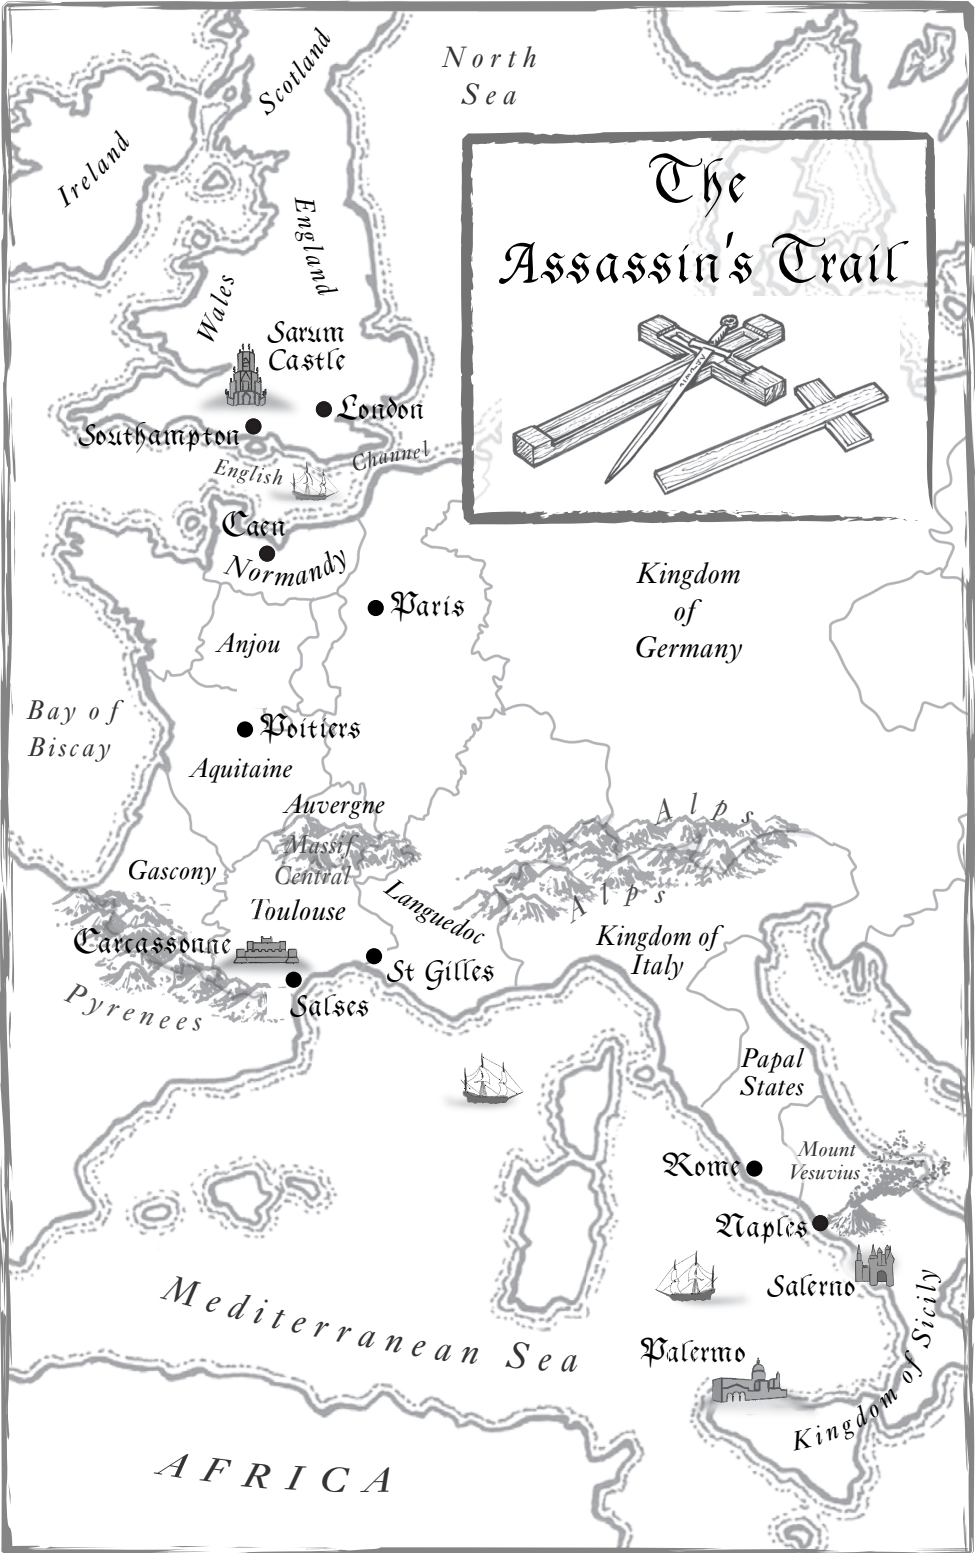 North
Sea
Scotland
Ireland
England
Wales
The
Assassin's Trail
Sarum
Castle
London
Southampton
English Channel
Caen
Normandy
Paris
Kingdom
of
Germany
Anjou
Bay of
Biscay
Poitiers
Aquitaine
Auvergne
Alps
Massif
Central
Gascony
Alps
Languedoc
Toulouse
Kingdom of
Italy
Carcassonne
St Gilles
Salses
Pyrenees
Papal
States
Mount
Vesuvius
Rome
Naples
Salerno
Mediterranean Sea
Palermo
Kingdom of Sicily
AFRICA